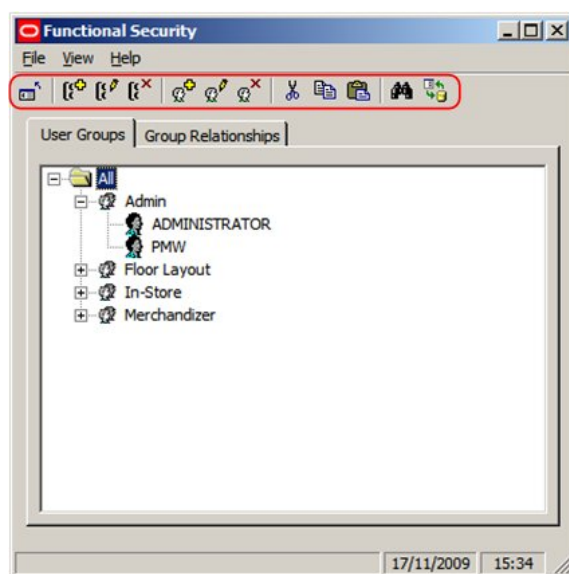 Functional Security
File View Help
User Groups Group Relationships
All
Admin
ADMINISTRATOR
PMW
Floor Layout
In-Store
Merchandizer
17/11/2009 15:34